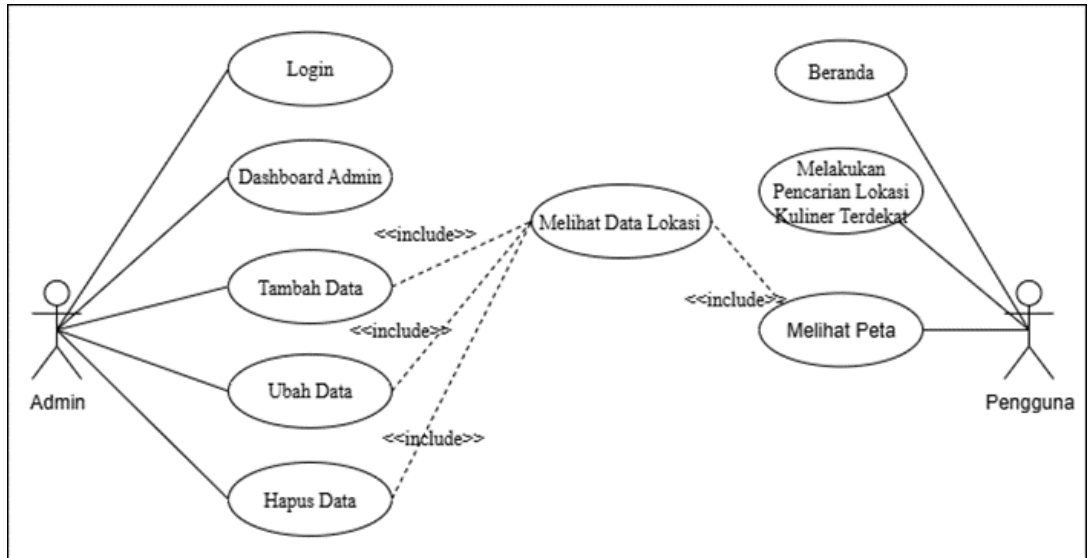 Login
Beranda
Dashboard Admin
Melakukan
Pencarian Lokasi
Kuliner Terdekat
<<include>>
Melihat Data Lokasi
Tambah Data
<<include>>
<<include>>
Melihat Peta
Admin
Ubah Data
Pengguna
<<include>>
Hapus Data